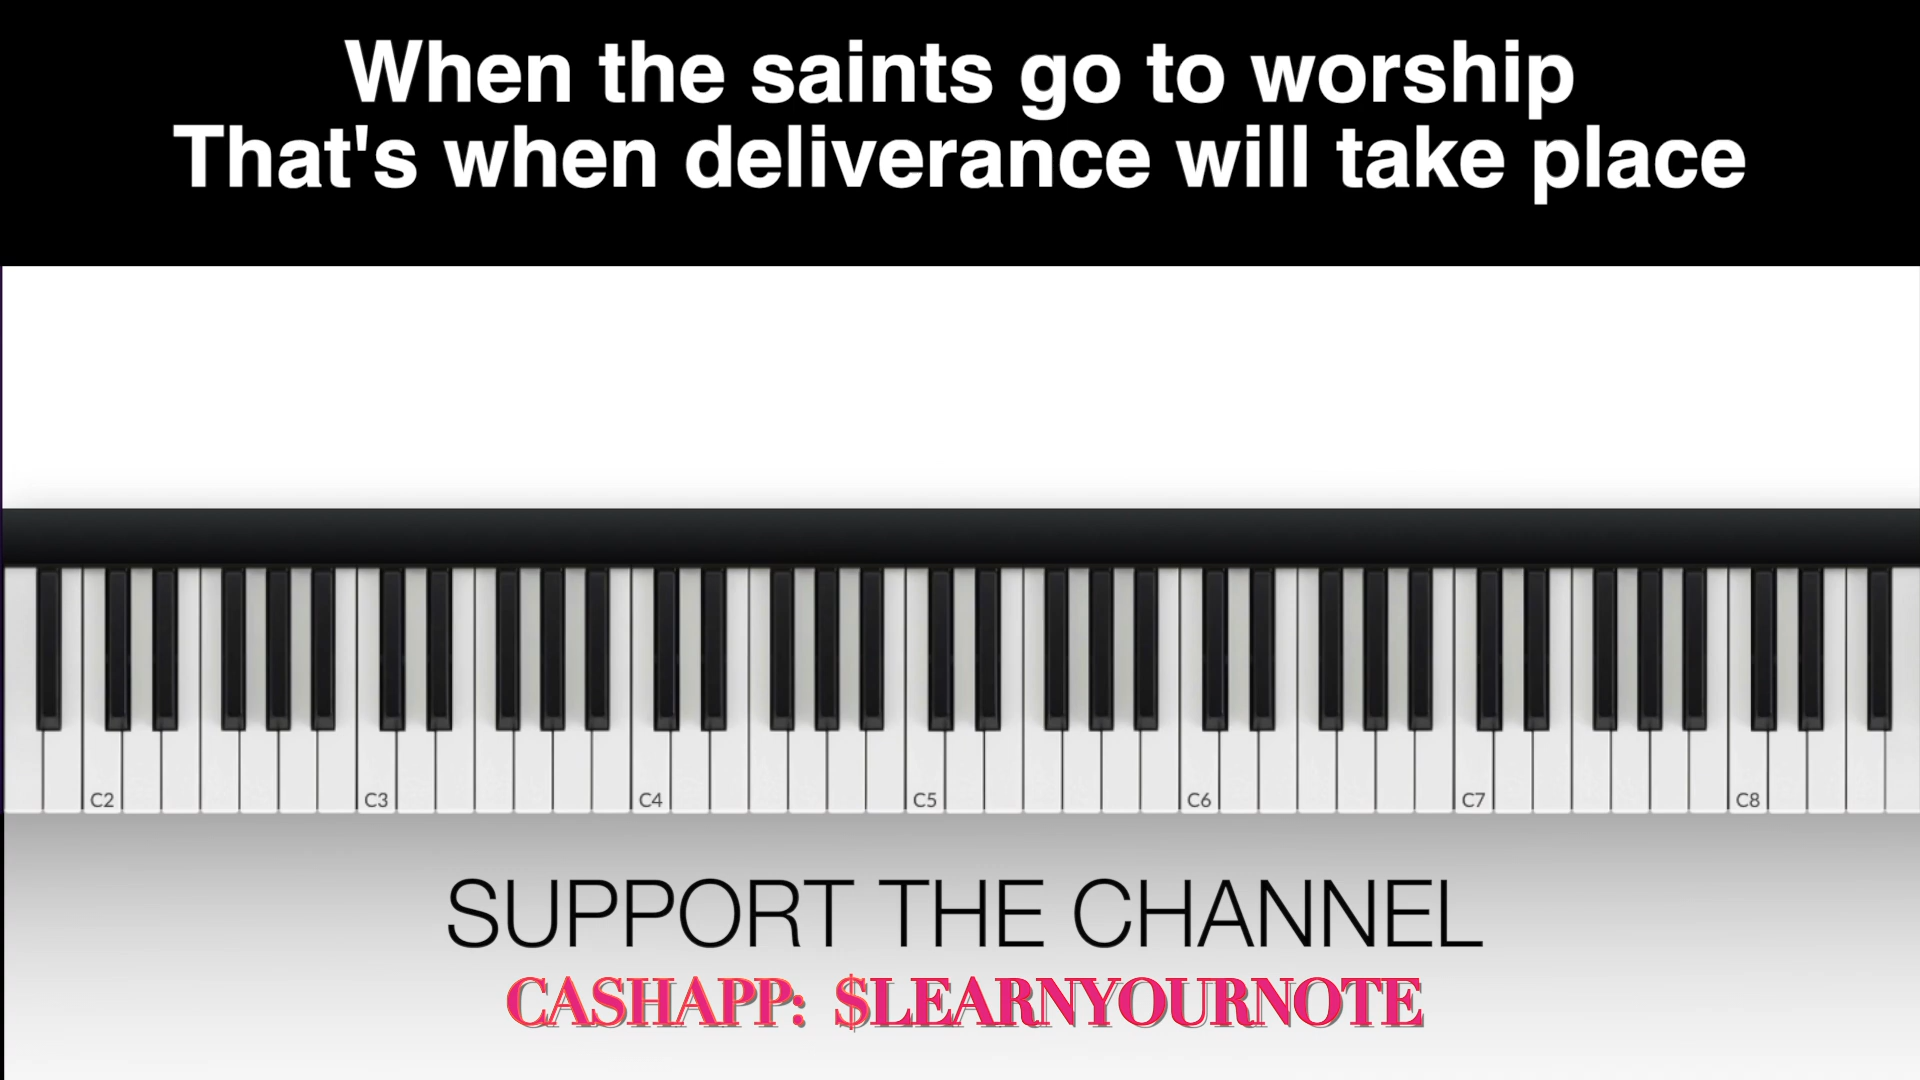 When the saints go to worship
That's when deliverance will take place
C2 C3 C4 C5 C6 C7 C8
SUPPORT THE CHANNEL
CASHAPP: $LEARNYOURNOTE